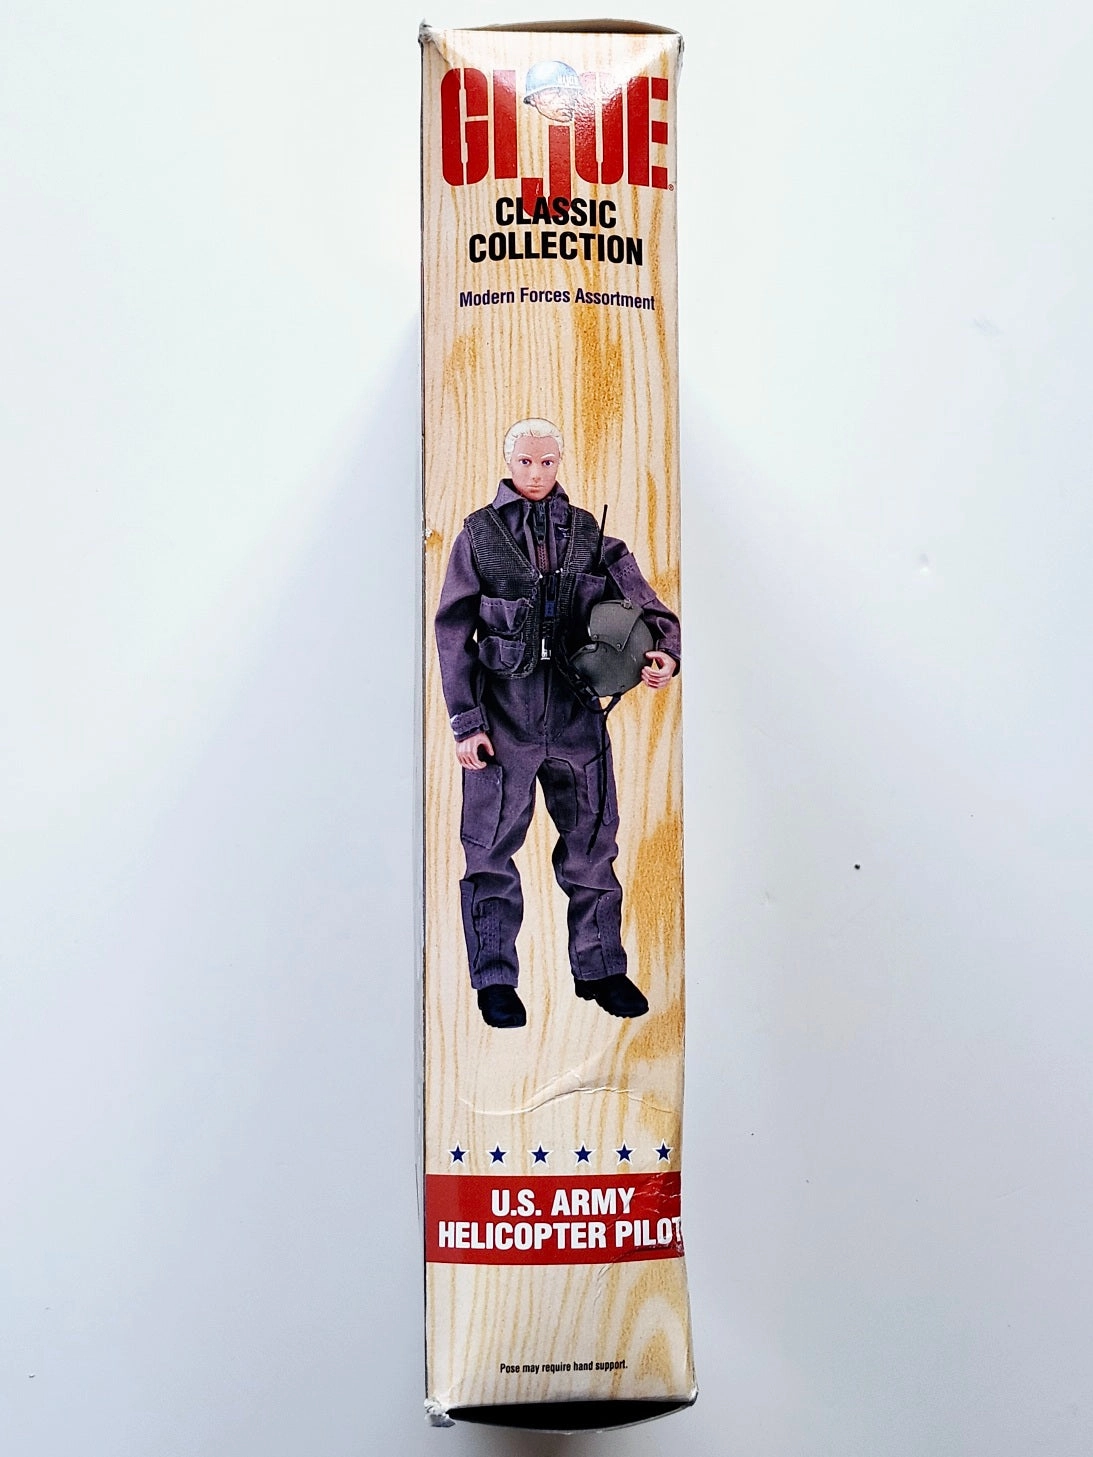 GI JOE®
CLASSIC
COLLECTION
Modern Forces Assortment
U.S. ARMY
HELICOPTER PILOT
Pose may require hand support.